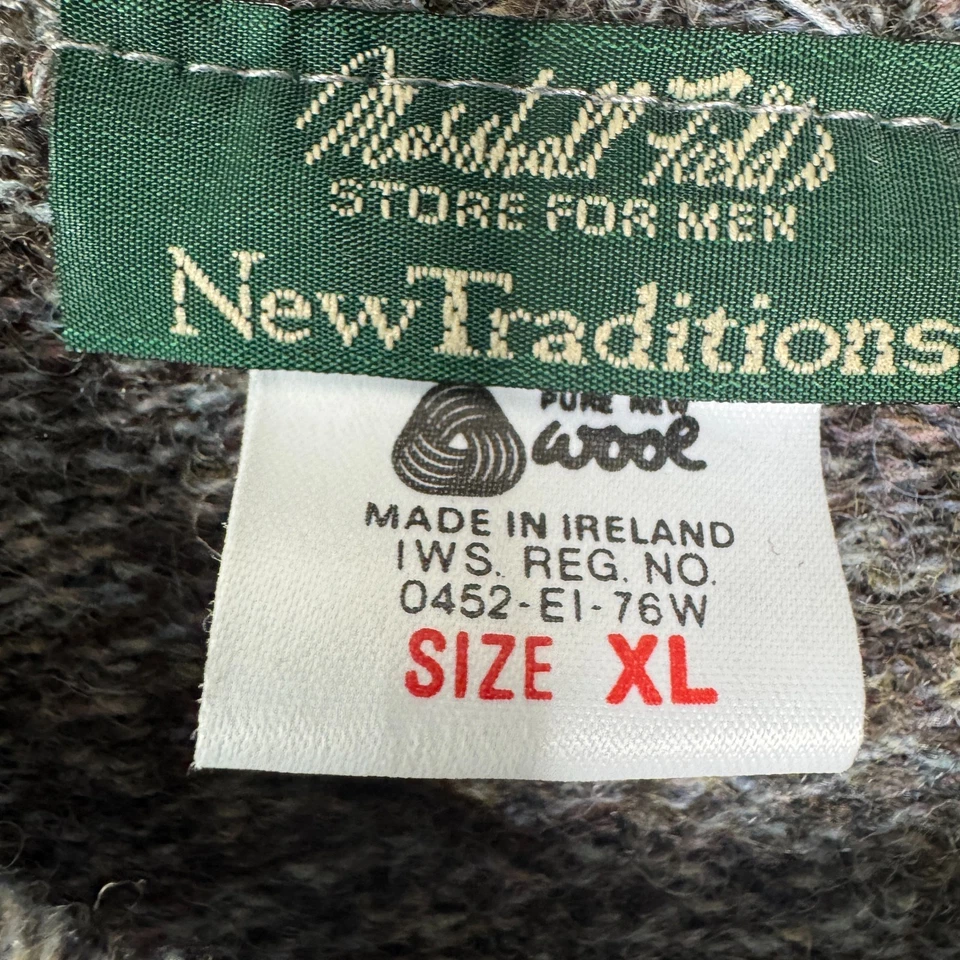 Marshall Field's
STORE FOR MEN
New Traditions
PURE NEW
wool
MADE IN IRELAND
IWS. REG. NO.
0452-EI-76W
SIZE XL